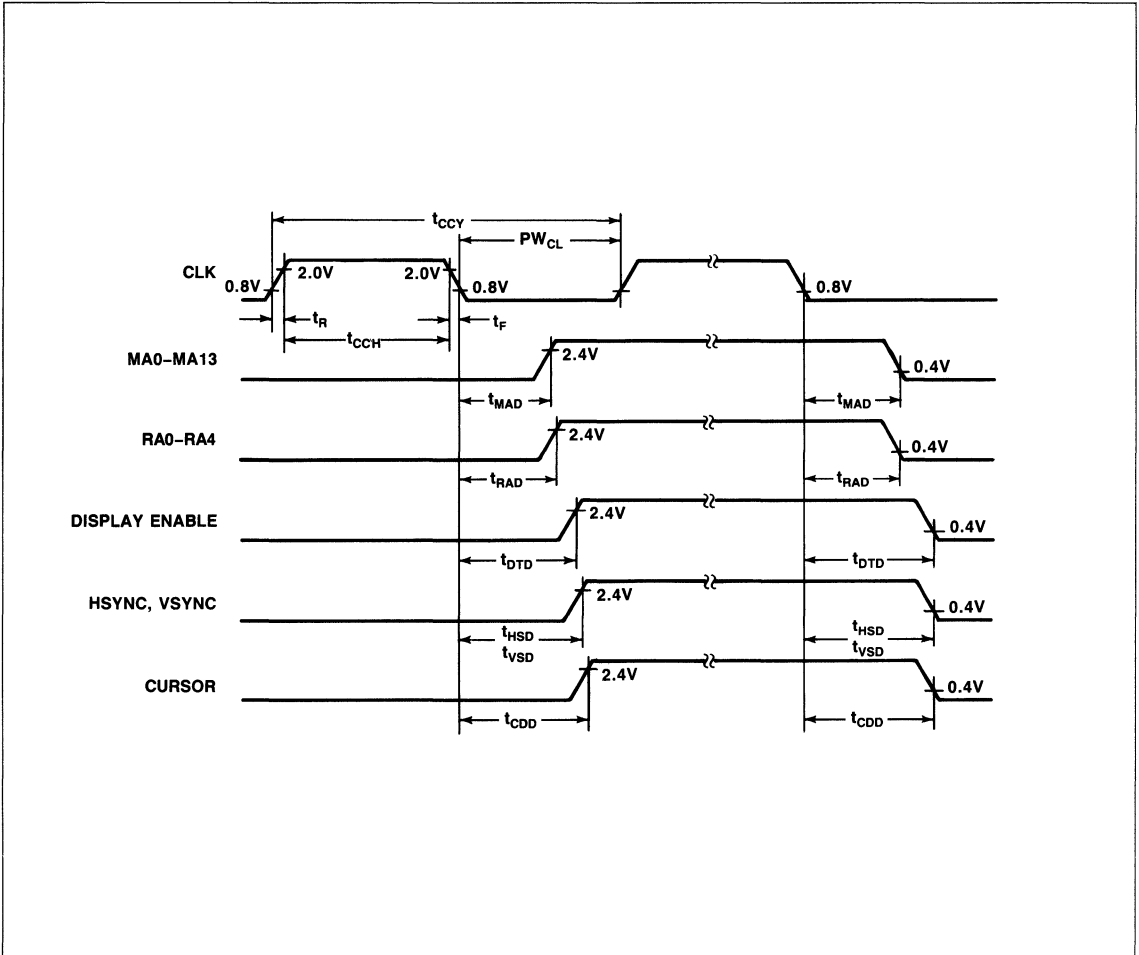 t_CCY
PW_CL
CLK
0.8V
2.0V
2.0V
0.8V
0.8V
t_R
t_F
t_CCH
MA0–MA13
2.4V
0.4V
t_MAD
t_MAD
RA0–RA4
2.4V
0.4V
t_RAD
t_RAD
DISPLAY ENABLE
2.4V
0.4V
t_DTD
t_DTD
HSYNC, VSYNC
2.4V
0.4V
t_HSD
t_HSD
t_VSD
t_VSD
CURSOR
2.4V
0.4V
t_CDD
t_CDD